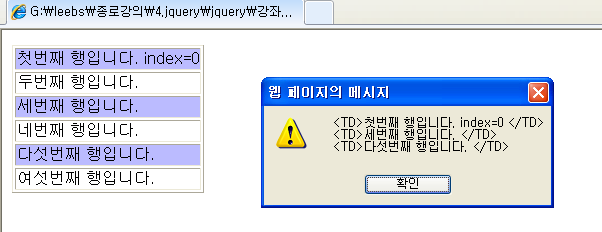 G:₩leebs₩종로강의₩4.jquery₩jquery₩강좌...
첫번째 행입니다. index=0
두번째 행입니다.
세번째 행입니다.
네번째 행입니다.
다섯번째 행입니다.
여섯번째 행입니다.
웹 페이지의 메시지
<TD>첫번째 행입니다. index=0 </TD>
<TD>세번째 행입니다. </TD>
<TD>다섯번째 행입니다. </TD>
확인